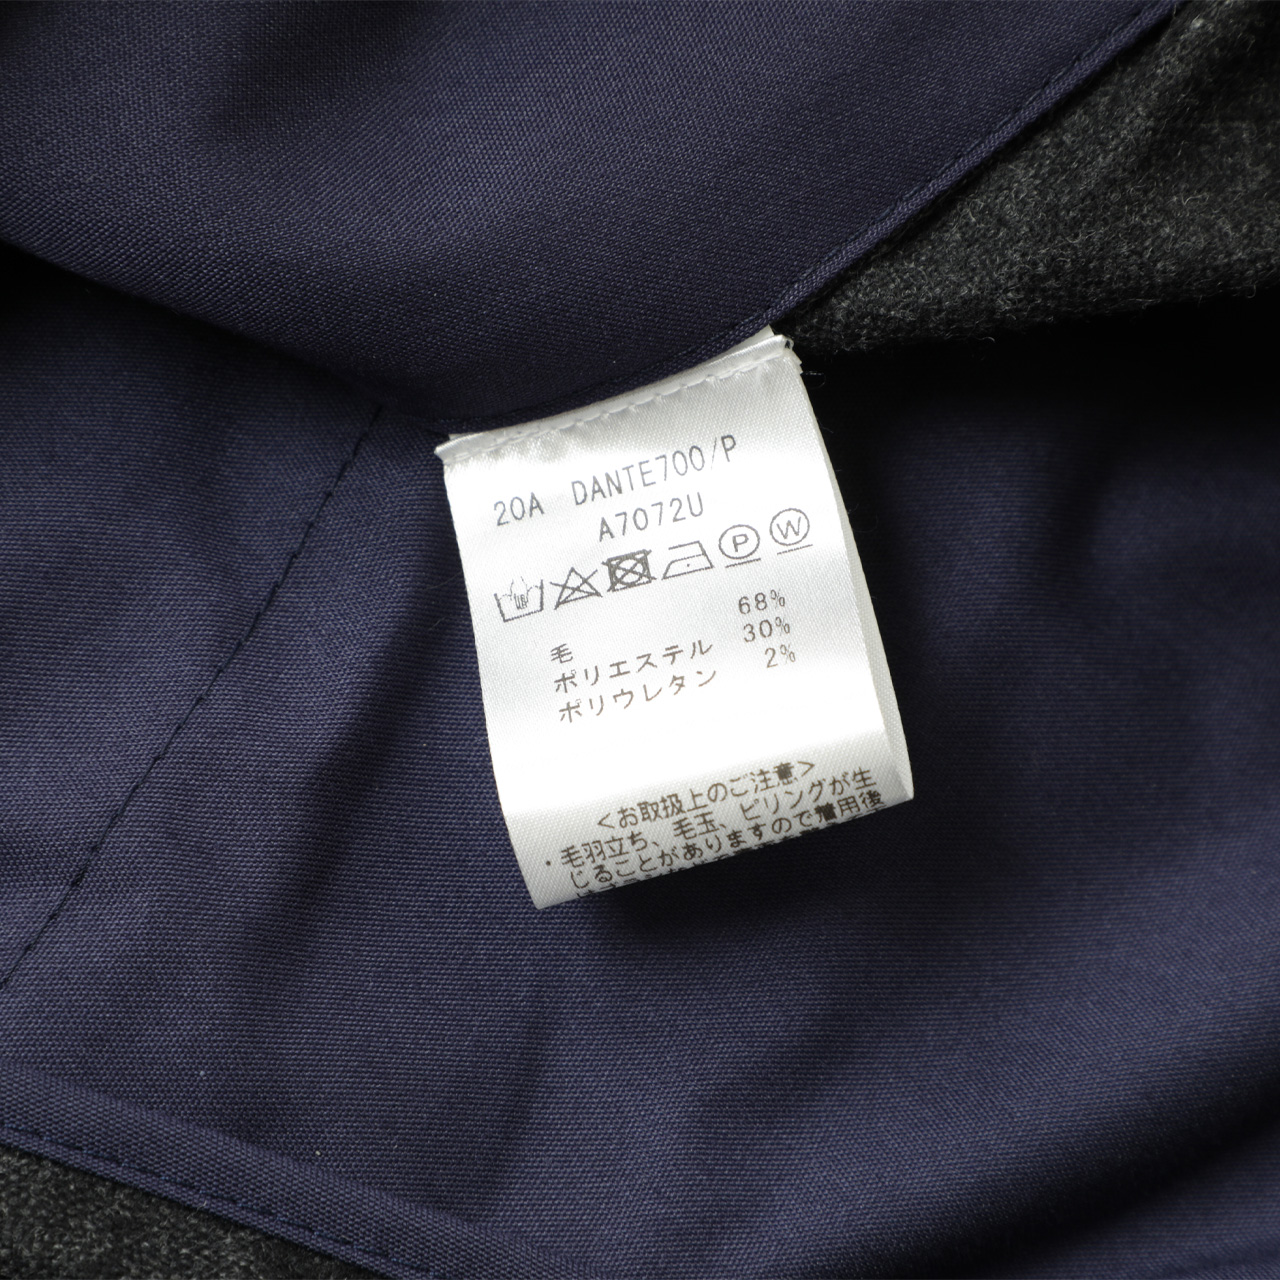 20A DANTE700/P
A7072U
P W
毛 68%
ポリエステル 30%
ポリウレタン 2%
<お取扱上のご注意>
・毛羽立ち、毛玉、ピリングが生
じることがありますので着用後